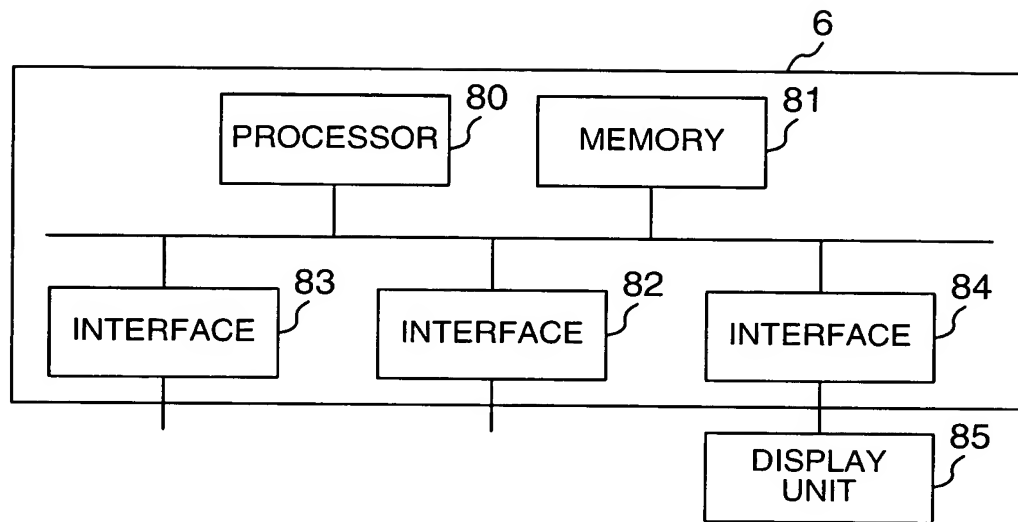 6
80
PROCESSOR
81
MEMORY
83
INTERFACE
82
INTERFACE
84
INTERFACE
85
DISPLAY
UNIT